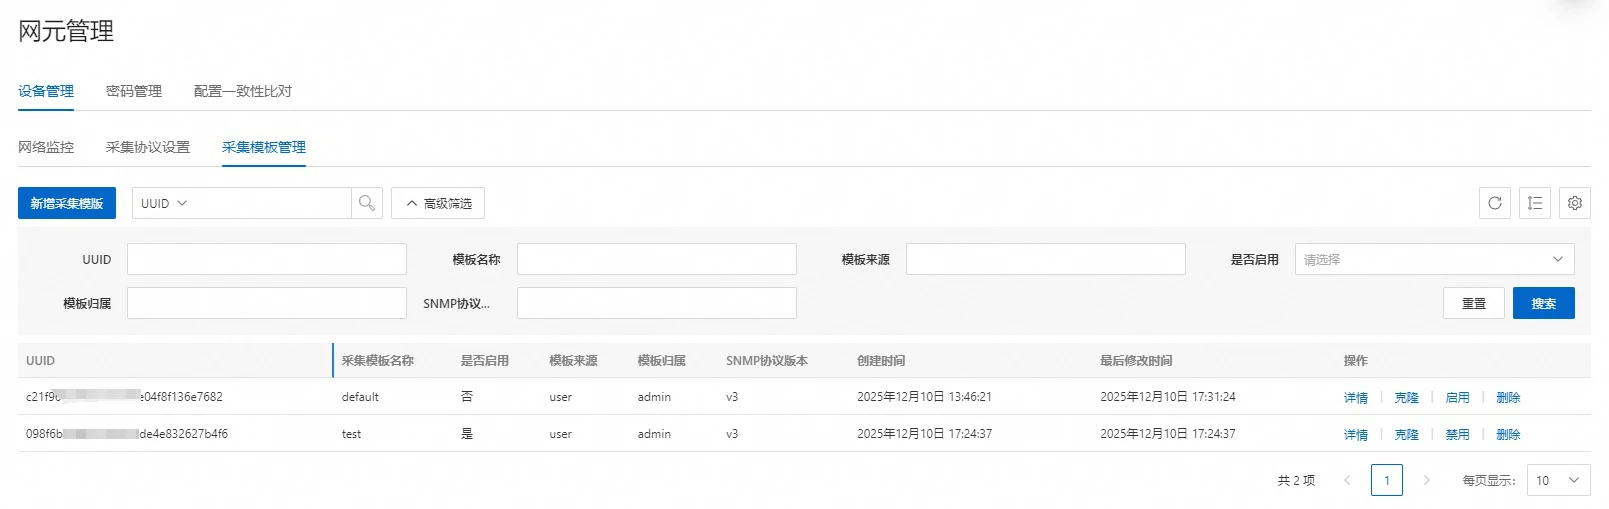 网元管理
设备管理 密码管理 配置一致性比对
网络监控 采集协议设置 采集模板管理
新增采集模版 UUID 高级筛选
UUID 模板名称 模板来源 是否启用 请选择
模板归属 SNMP协议... 重置 搜索
UUID 采集模板名称 是否启用 模板来源 模板归属 SNMP协议版本 创建时间 最后修改时间 操作
c21f96 e04f8f136e7682 default 否 user admin v3 2025年12月10日 13:46:21 2025年12月10日 17:31:24 详情 克隆 启用 删除
098f6b de4e832627b4f6 test 是 user admin v3 2025年12月10日 17:24:37 2025年12月10日 17:24:37 详情 克隆 禁用 删除
共 2 项 1 每页显示: 10